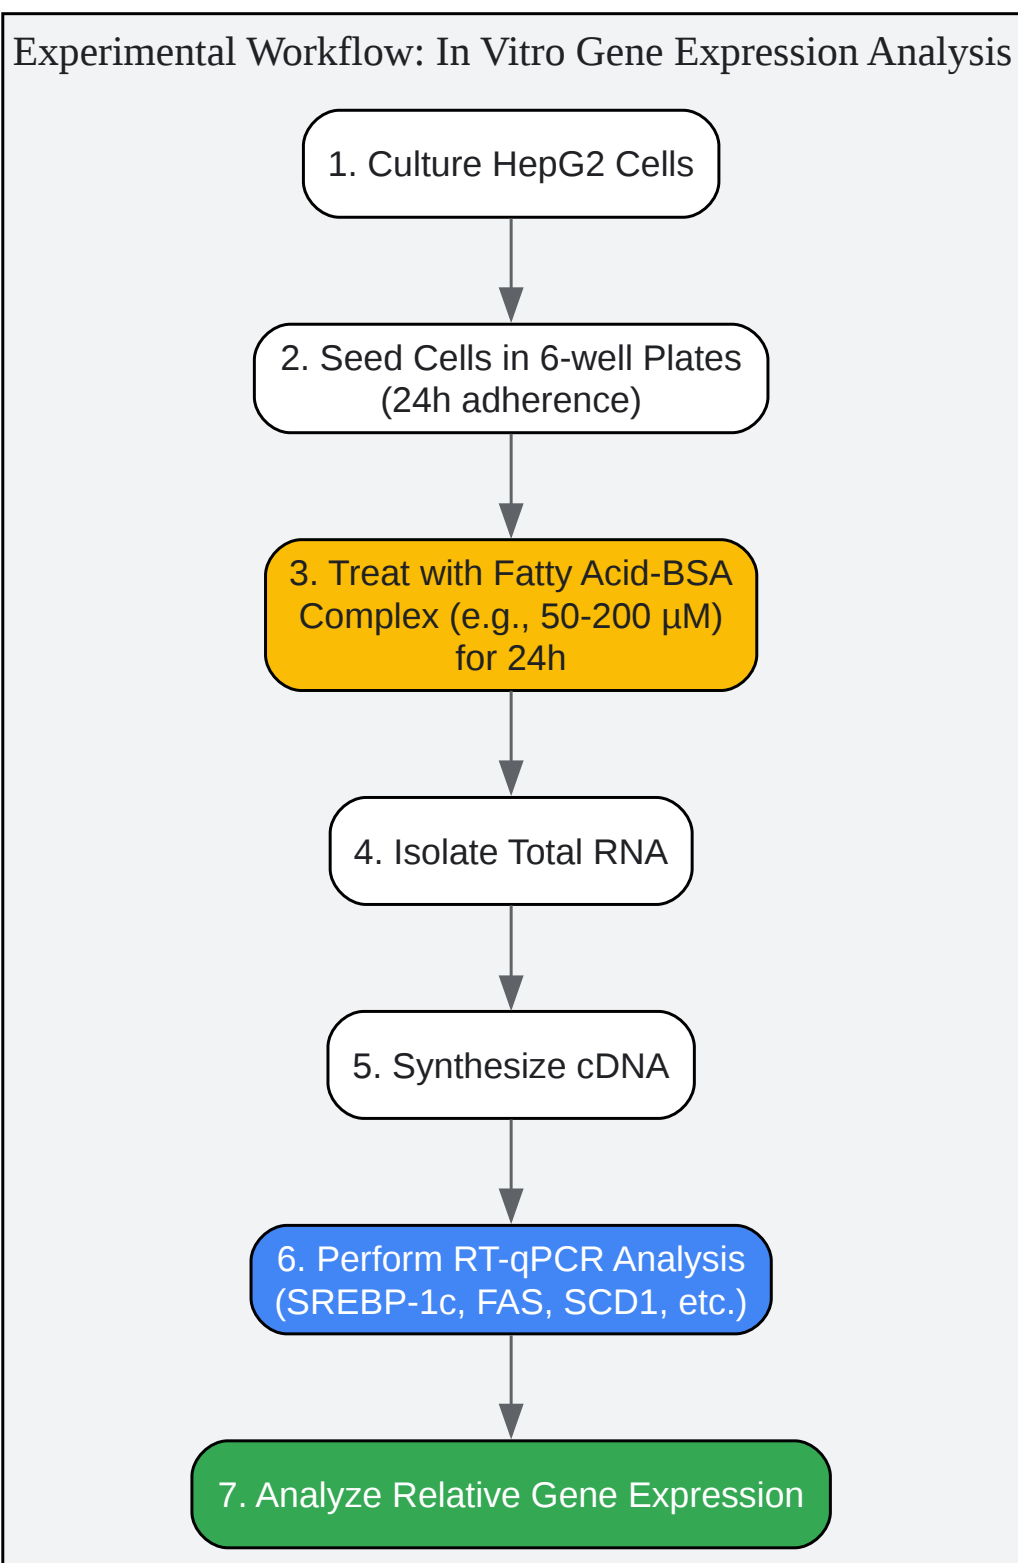 Experimental Workflow: In Vitro Gene Expression Analysis
1. Culture HepG2 Cells
2. Seed Cells in 6-well Plates
(24h adherence)
3. Treat with Fatty Acid-BSA
Complex (e.g., 50-200 µM)
for 24h
4. Isolate Total RNA
5. Synthesize cDNA
6. Perform RT-qPCR Analysis
(SREBP-1c, FAS, SCD1, etc.)
7. Analyze Relative Gene Expression